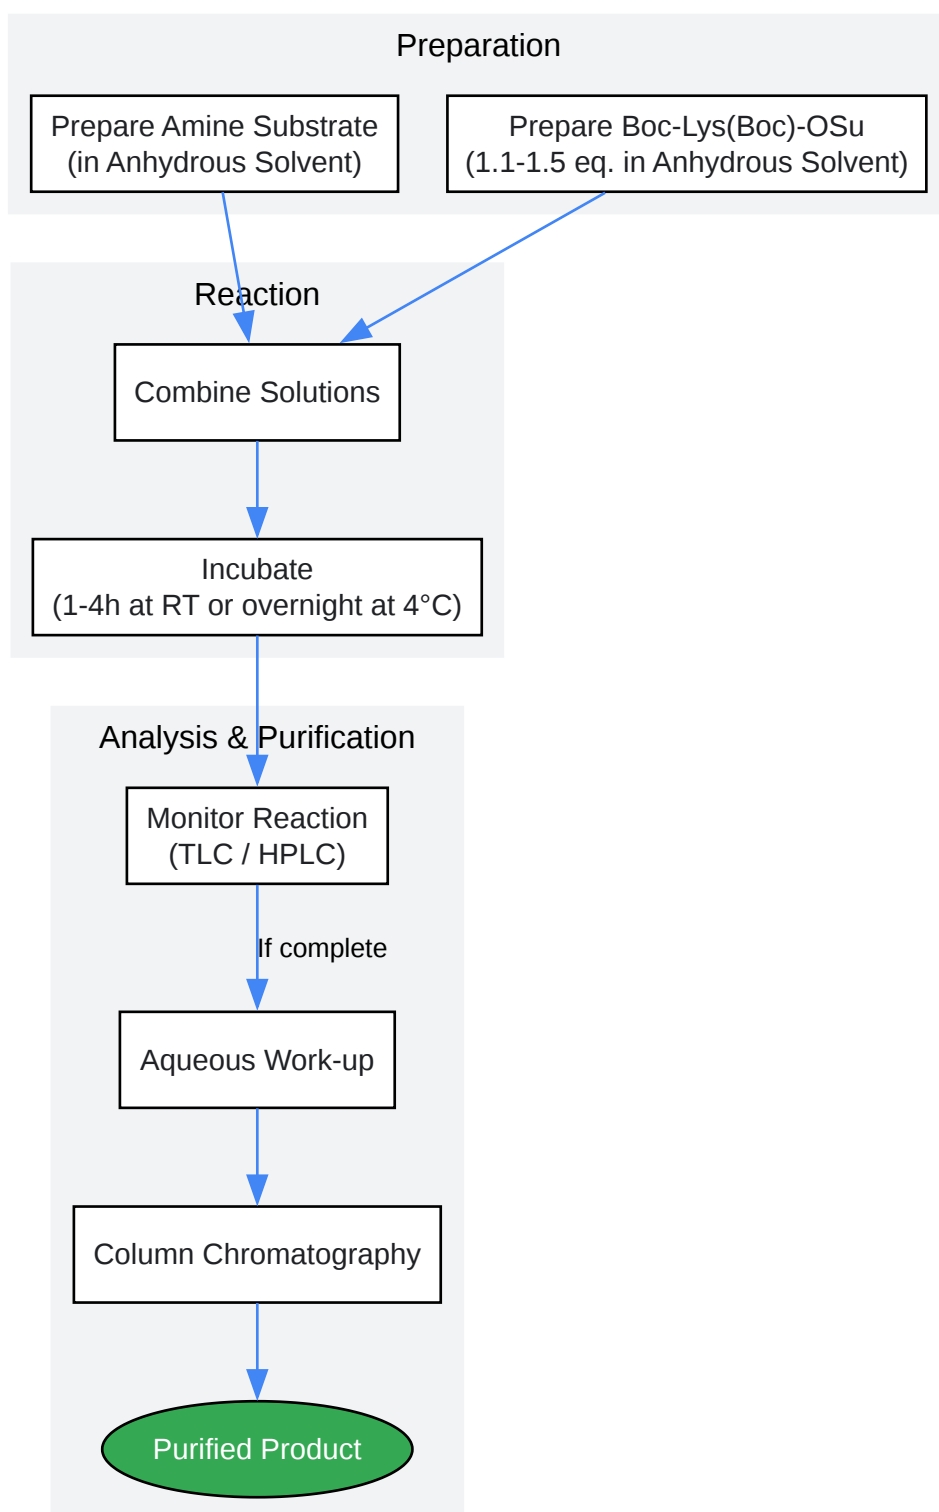 Preparation
Prepare Amine Substrate
(in Anhydrous Solvent)
Prepare Boc-Lys(Boc)-OSu
(1.1-1.5 eq. in Anhydrous Solvent)
Reaction
Combine Solutions
Incubate
(1-4h at RT or overnight at 4°C)
Analysis & Purification
Monitor Reaction
(TLC / HPLC)
If complete
Aqueous Work-up
Column Chromatography
Purified Product